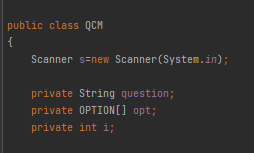 public class QCM
{
Scanner s=new Scanner(System.in);
private String question;
private OPTION[] opt;
private int i;